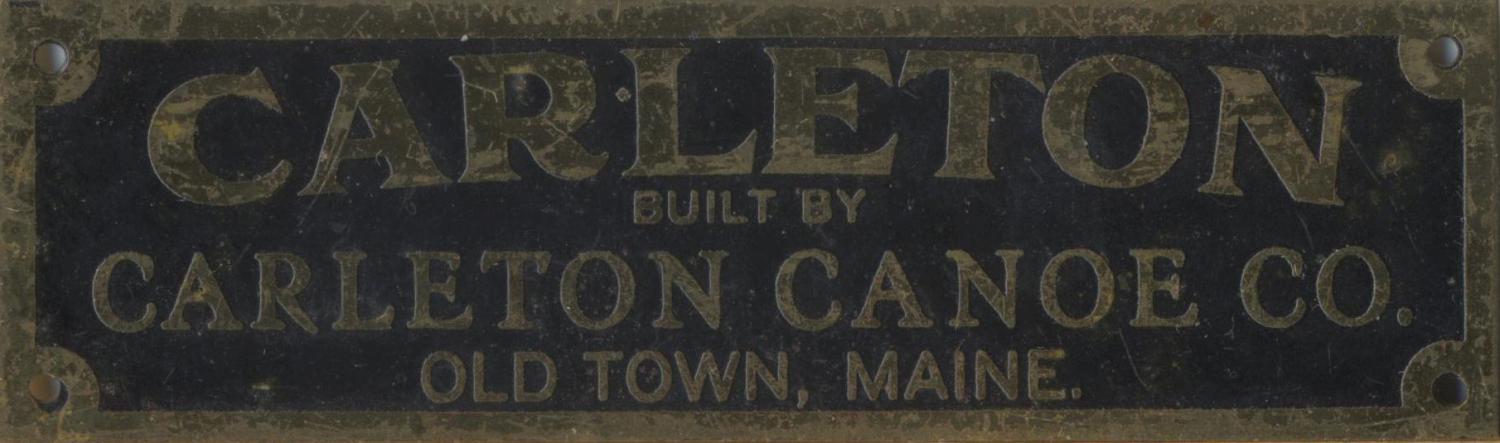 CARLETON
BUILT BY
CARLETON CANOE CO.
OLD TOWN, MAINE.